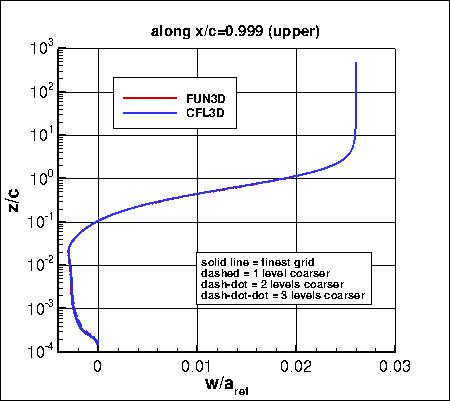 along x/c=0.999 (upper)
10³
10²
10¹
10⁰
10⁻¹
10⁻²
10⁻³
10⁻⁴
z/c
FUN3D
CFL3D
solid line = finest grid
dashed = 1 level coarser
dash-dot = 2 levels coarser
dash-dot-dot = 3 levels coarser
0 0.01 0.02 0.03
w/a_ref